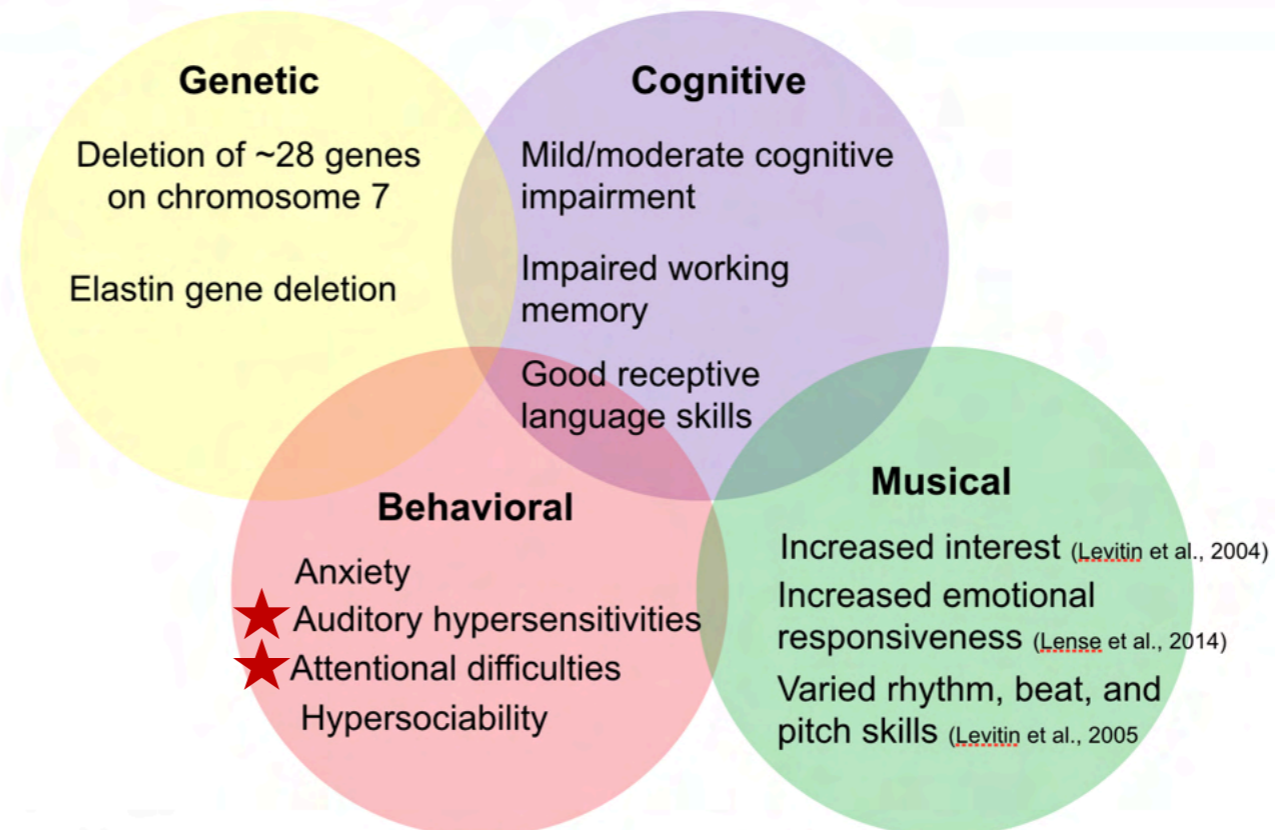 Genetic
Deletion of ~28 genes
on chromosome 7
Elastin gene deletion
Cognitive
Mild/moderate cognitive
impairment
Impaired working
memory
Good receptive
language skills
Behavioral
Anxiety
Auditory hypersensitivities
Attentional difficulties
Hypersociability
Musical
Increased interest (Levitin et al., 2004)
Increased emotional
responsiveness (Lense et al., 2014)
Varied rhythm, beat, and
pitch skills (Levitin et al., 2005